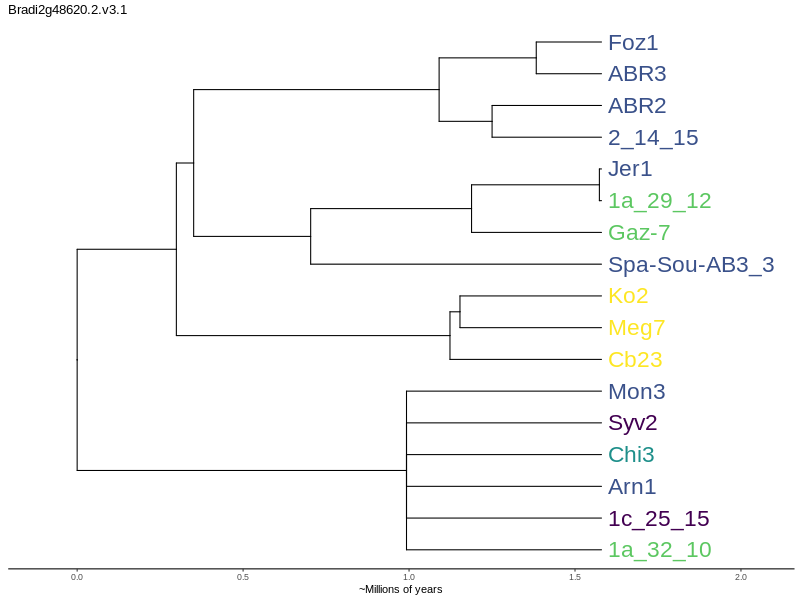 Bradi2g48620.2.v3.1
Foz1
ABR3
ABR2
2_14_15
Jer1
1a_29_12
Gaz-7
Spa-Sou-AB3_3
Ko2
Meg7
Cb23
Mon3
Syv2
Chi3
Arn1
1c_25_15
1a_32_10
0.0 0.5 1.0 1.5 2.0
~Millions of years